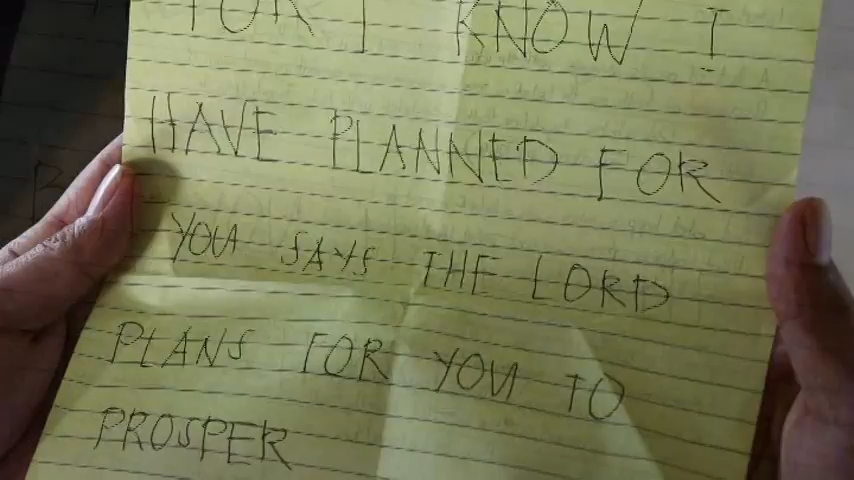 FOR I KNOW I
HAVE PLANNED FOR
YOU SAYS THE LORD
PLANS FOR YOU TO
PROSPER